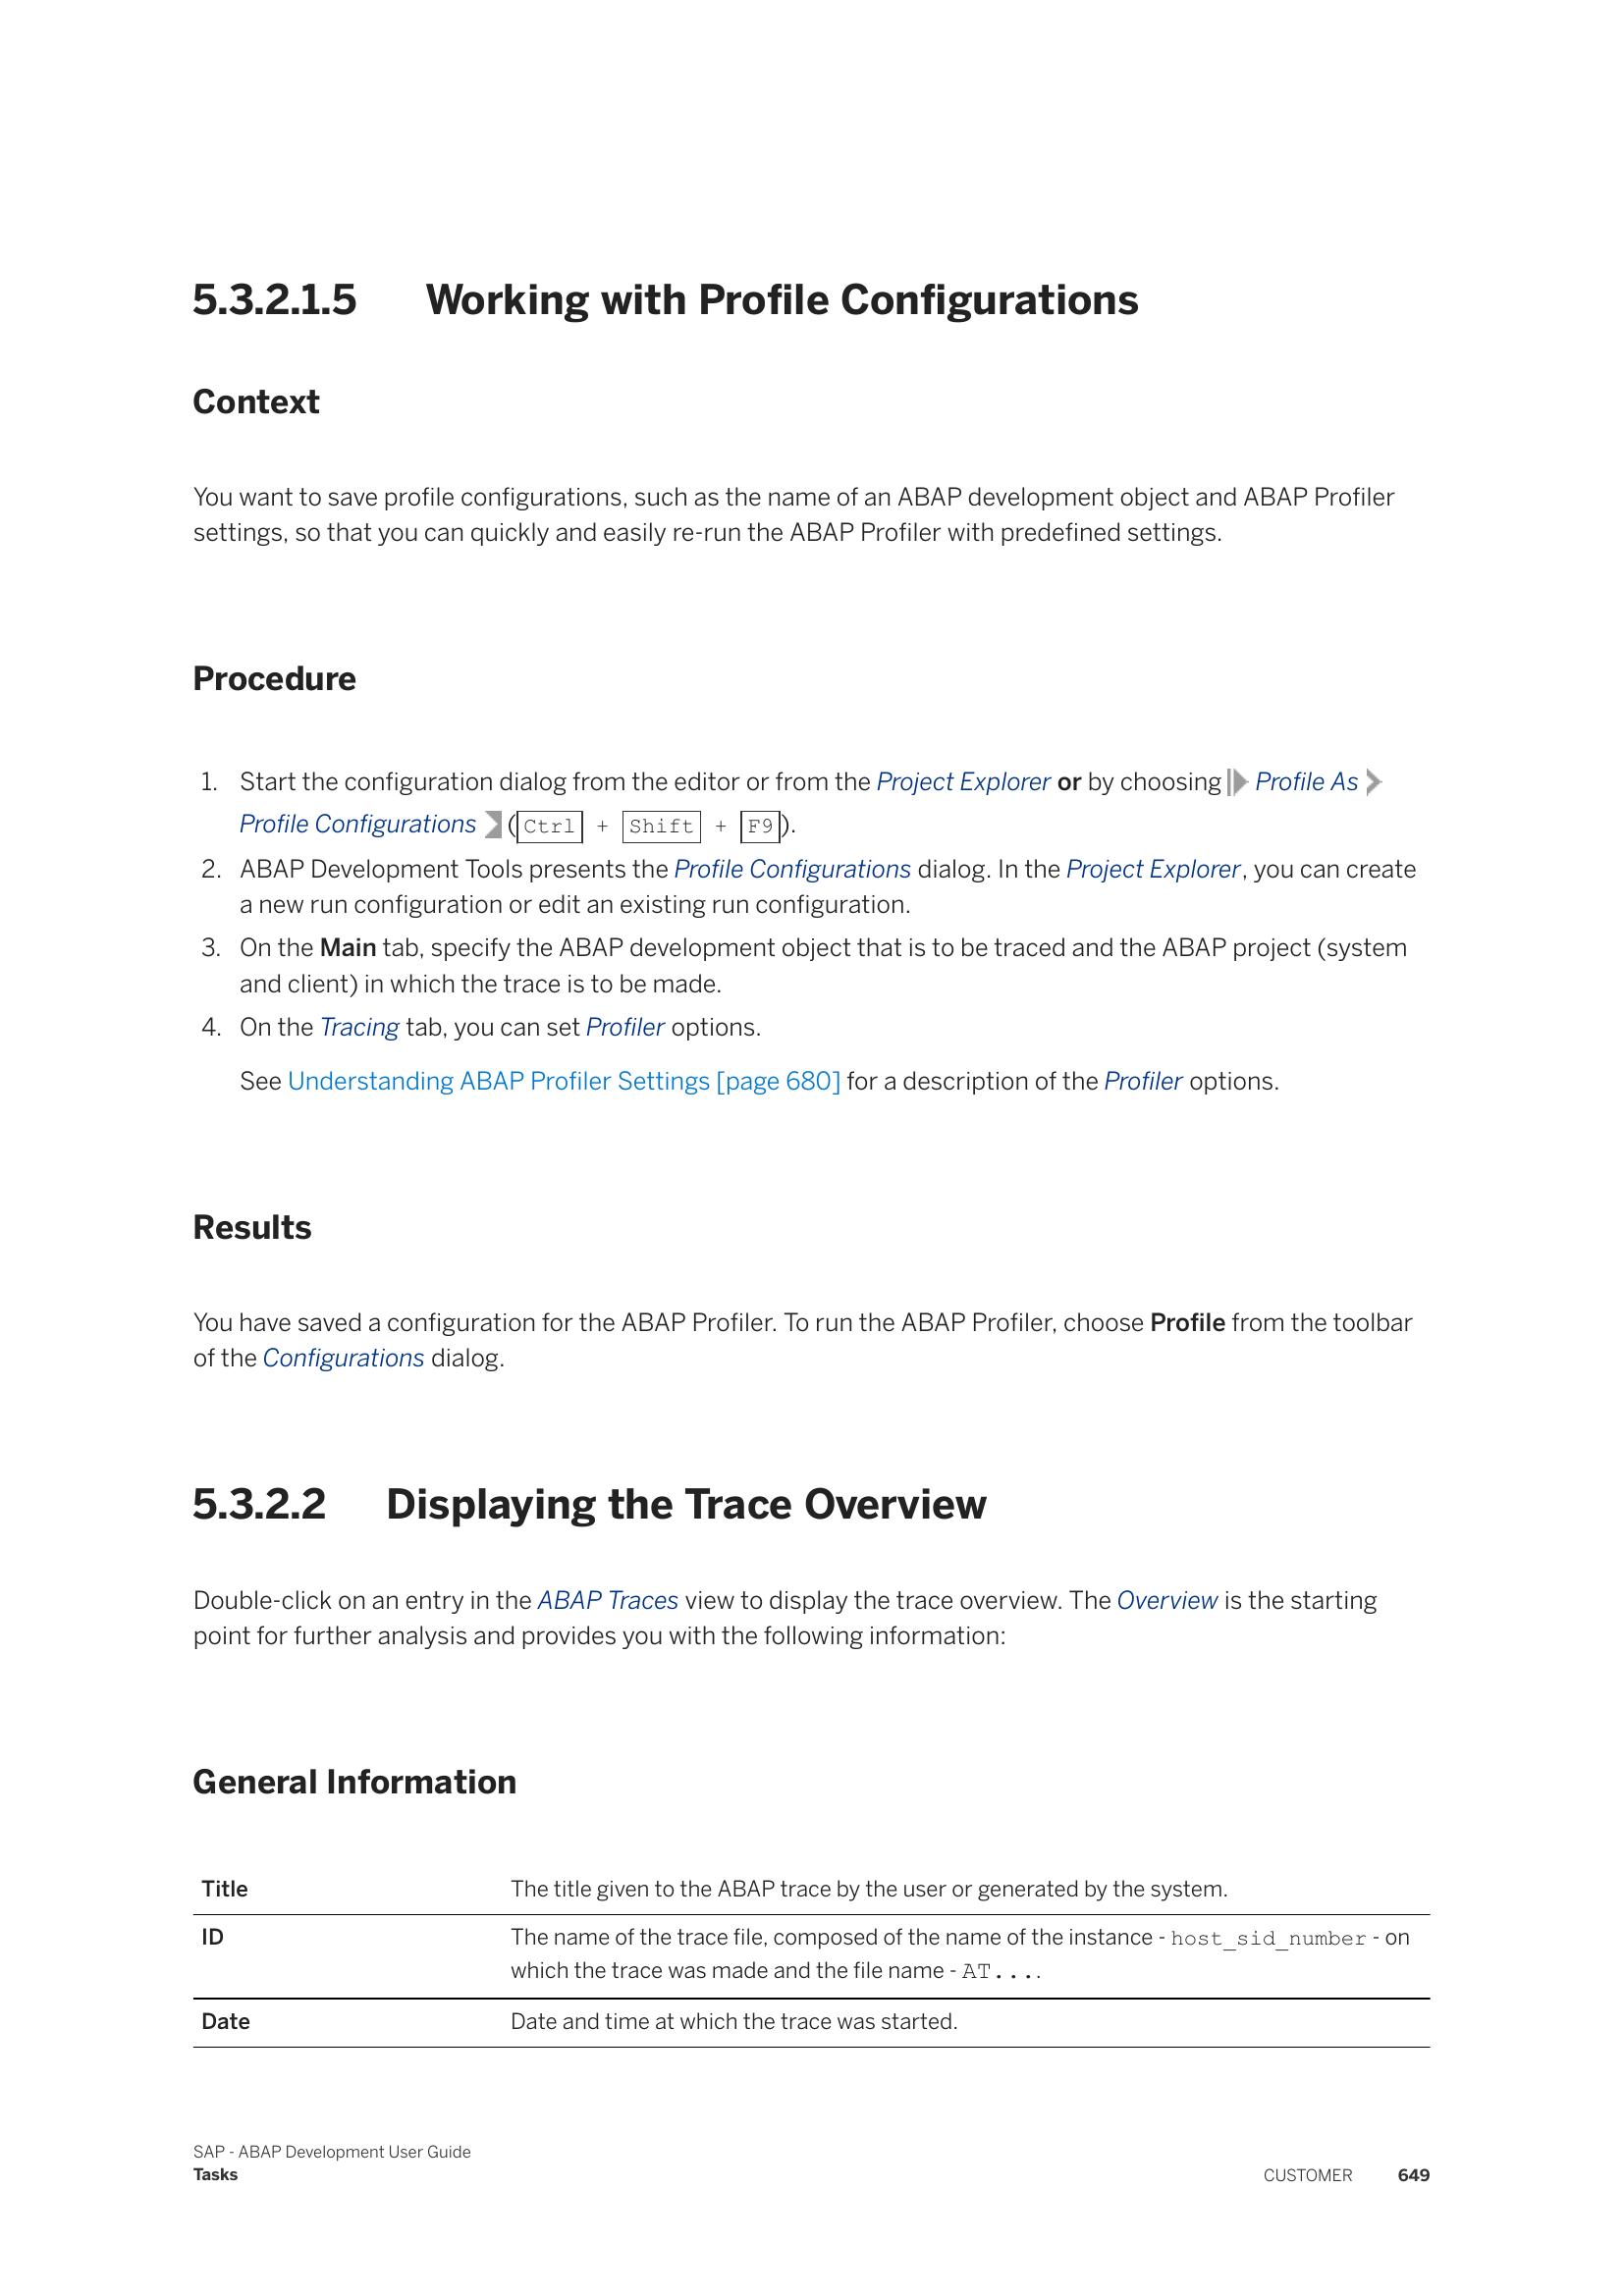 5.3.2.1.5 Working with Profile Configurations
Context
You want to save profile configurations, such as the name of an ABAP development object and ABAP Profiler
settings, so that you can quickly and easily re-run the ABAP Profiler with predefined settings.
Procedure
1. Start the configuration dialog from the editor or from the Project Explorer or by choosing Profile As
Profile Configurations (Ctrl + Shift + F9).
2. ABAP Development Tools presents the Profile Configurations dialog. In the Project Explorer, you can create
a new run configuration or edit an existing run configuration.
3. On the Main tab, specify the ABAP development object that is to be traced and the ABAP project (system
and client) in which the trace is to be made.
4. On the Tracing tab, you can set Profiler options.
See Understanding ABAP Profiler Settings [page 680] for a description of the Profiler options.
Results
You have saved a configuration for the ABAP Profiler. To run the ABAP Profiler, choose Profile from the toolbar
of the Configurations dialog.
5.3.2.2 Displaying the Trace Overview
Double-click on an entry in the ABAP Traces view to display the trace overview. The Overview is the starting
point for further analysis and provides you with the following information:
General Information
Title The title given to the ABAP trace by the user or generated by the system.
ID The name of the trace file, composed of the name of the instance - host_sid_number - on
which the trace was made and the file name - AT....
Date Date and time at which the trace was started.
SAP - ABAP Development User Guide
Tasks CUSTOMER 649